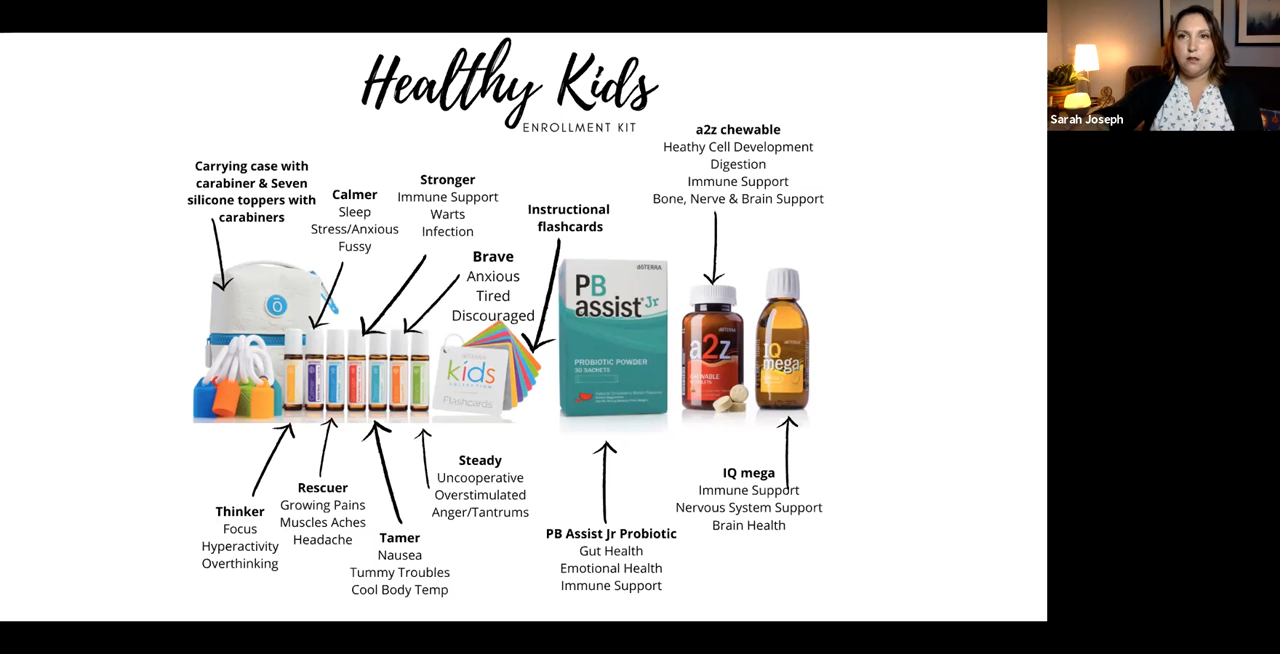 Healthy Kids
ENROLLMENT KIT
Sarah Joseph
a2z chewable
Heathy Cell Development
Digestion
Immune Support
Bone, Nerve & Brain Support
Carrying case with
carabiner & Seven
silicone toppers with
carabiners
Calmer
Sleep
Stress/Anxious
Fussy
Stronger
Immune Support
Warts
Infection
Instructional
flashcards
Brave
Anxious
Tired
Discouraged
dōTERRA
PB
assist Jr
PROBIOTIC POWDER
30 SACHETS
a2z
IQ
mega
kids
COLLECTION
Flashcards
Thinker
Focus
Hyperactivity
Overthinking
Rescuer
Growing Pains
Muscles Aches
Headache
Tamer
Nausea
Tummy Troubles
Cool Body Temp
Steady
Uncooperative
Overstimulated
Anger/Tantrums
PB Assist Jr Probiotic
Gut Health
Emotional Health
Immune Support
IQ mega
Immune Support
Nervous System Support
Brain Health